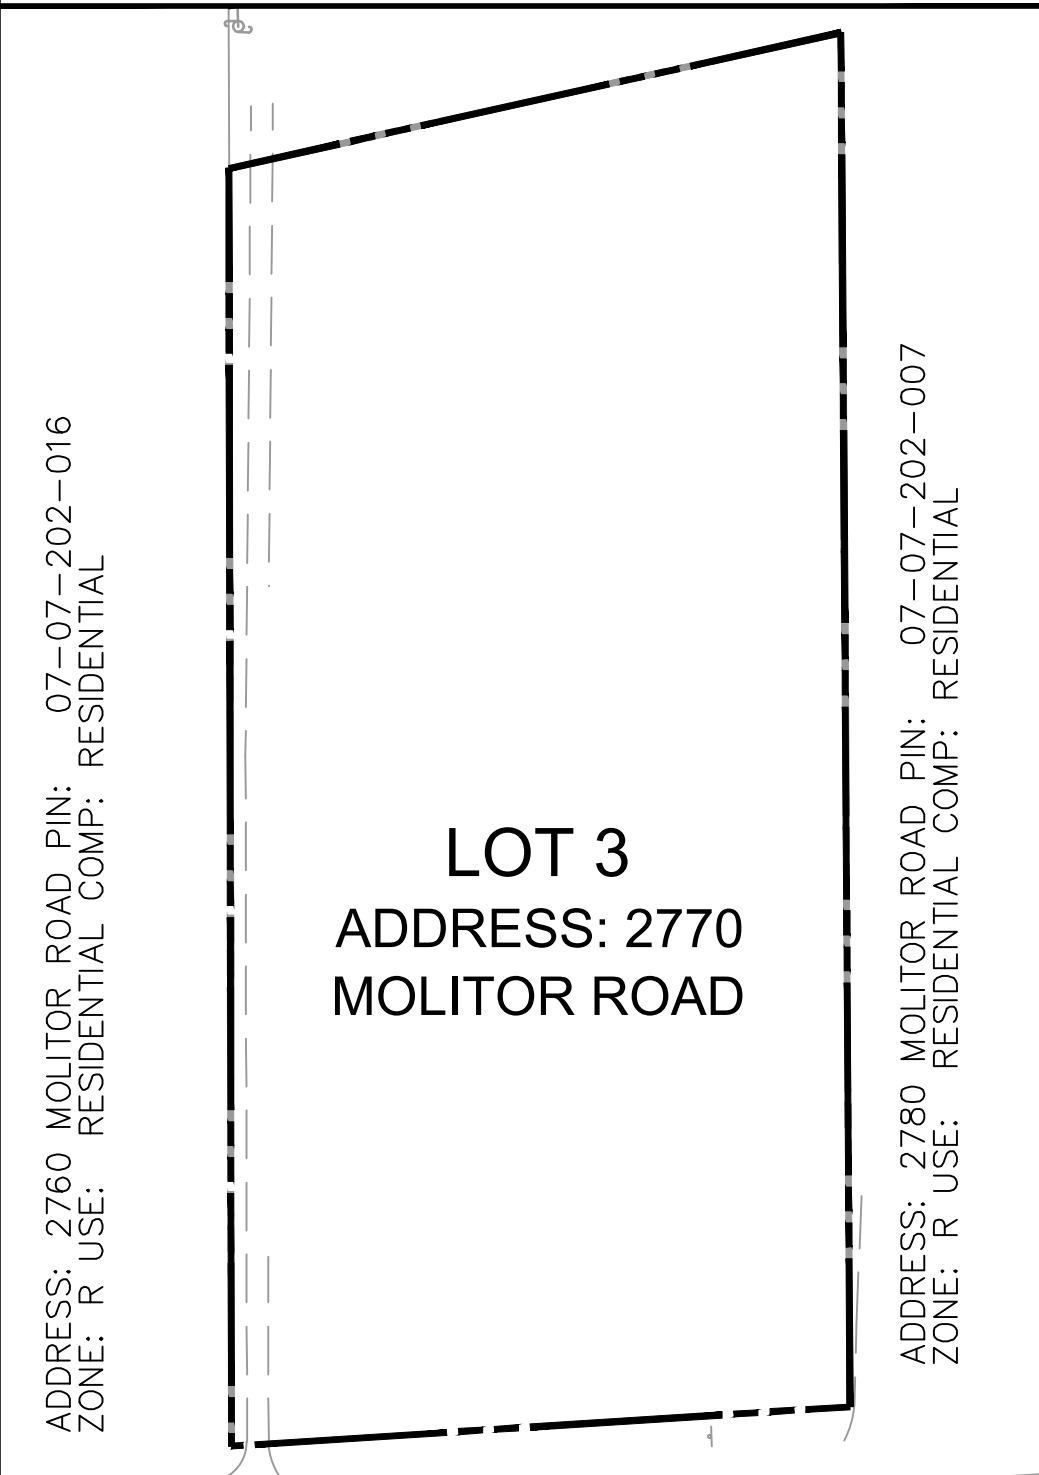 ADDRESS: 2760 MOLITOR ROAD PIN: 07-07-202-016
ZONE: R USE: RESIDENTIAL COMP: RESIDENTIAL
LOT 3
ADDRESS: 2770
MOLITOR ROAD
ADDRESS: 2780 MOLITOR ROAD PIN: 07-07-202-007
ZONE: R USE: RESIDENTIAL COMP: RESIDENTIAL